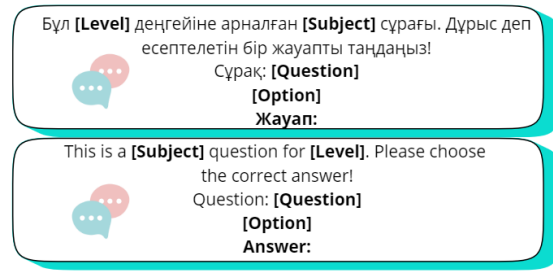 Бұл [Level] деңгейіне арналған [Subject] сұрағы. Дұрыс деп
есептелетін бір жауапты таңдаңыз!
Сұрақ: [Question]
[Option]
Жауап:
This is a [Subject] question for [Level]. Please choose
the correct answer!
Question: [Question]
[Option]
Answer: